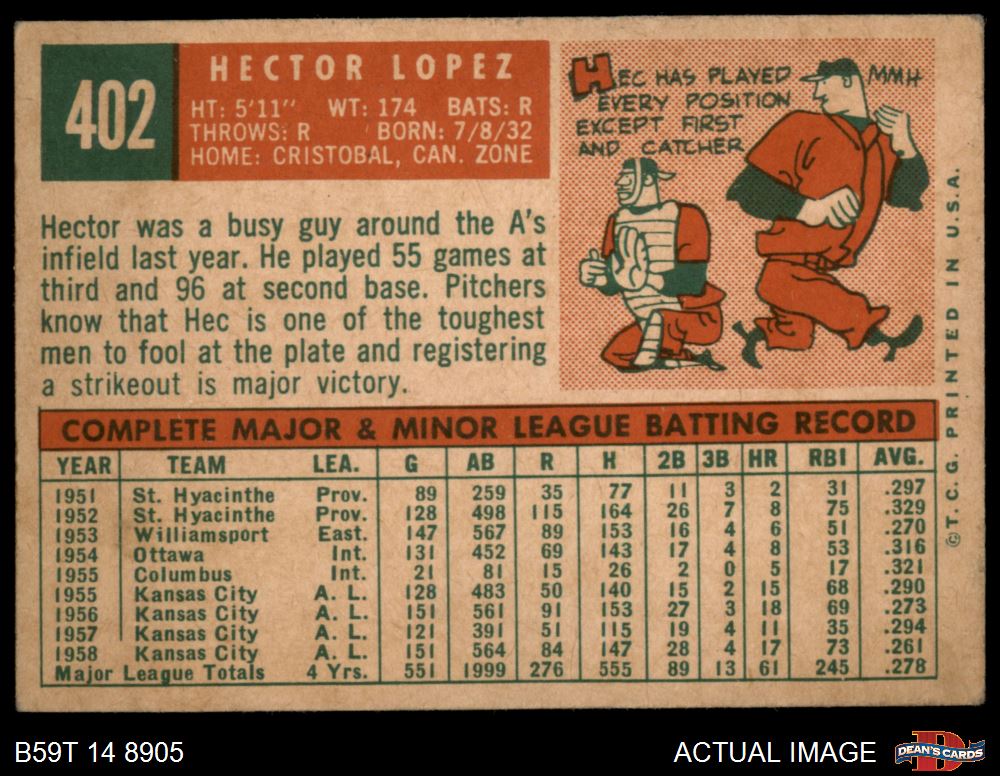 402
HECTOR LOPEZ
HT: 5'11" WT: 174 BATS: R
THROWS: R BORN: 7/8/32
HOME: CRISTOBAL, CAN. ZONE
HEC HAS PLAYED
EVERY POSITION
EXCEPT FIRST
AND CATCHER
MMH
Hector was a busy guy around the A's
infield last year. He played 55 games at
third and 96 at second base. Pitchers
know that Hec is one of the toughest
men to fool at the plate and registering
a strikeout is major victory.
COMPLETE MAJOR & MINOR LEAGUE BATTING RECORD
YEAR TEAM LEA. G AB R H 2B 3B HR RBI AVG.
1951 St. Hyacinthe Prov. 89 259 35 77 11 3 2 31 .297
1952 St. Hyacinthe Prov. 128 498 115 164 26 7 8 75 .329
1953 Williamsport East. 147 567 89 153 16 4 6 51 .270
1954 Ottawa Int. 131 452 69 143 17 4 8 53 .316
1955 Columbus Int. 21 81 15 26 2 0 5 17 .321
1955 Kansas City A. L. 128 483 50 140 15 2 15 68 .290
1956 Kansas City A. L. 151 561 91 153 27 3 18 69 .273
1957 Kansas City A. L. 121 391 51 115 19 4 11 35 .294
1958 Kansas City A. L. 151 564 84 147 28 4 17 73 .261
Major League Totals 4 Yrs. 551 1999 276 555 89 13 61 245 .278
©T. C. G. PRINTED IN U.S.A.
B59T 14 8905
ACTUAL IMAGE
DEAN'S CARDS